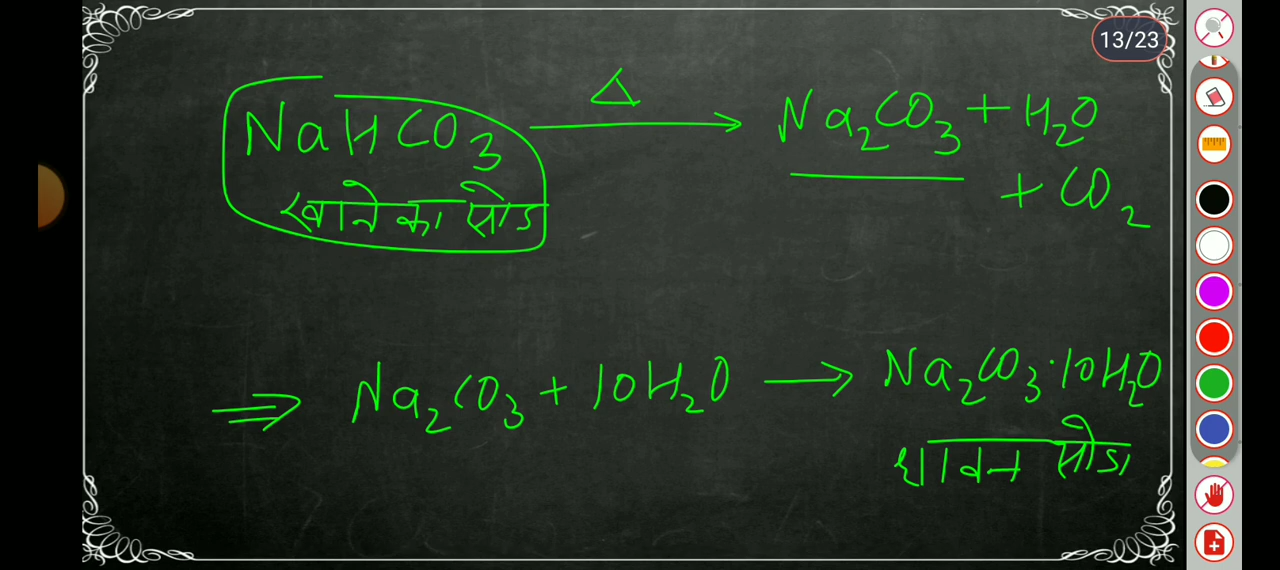 13/23
NaHCO₃ —Δ→ Na₂CO₃ + H₂O
+ CO₂
खाने का सोडा
⇒ Na₂CO₃ + 10H₂O → Na₂CO₃·10H₂O
धावन सोडा